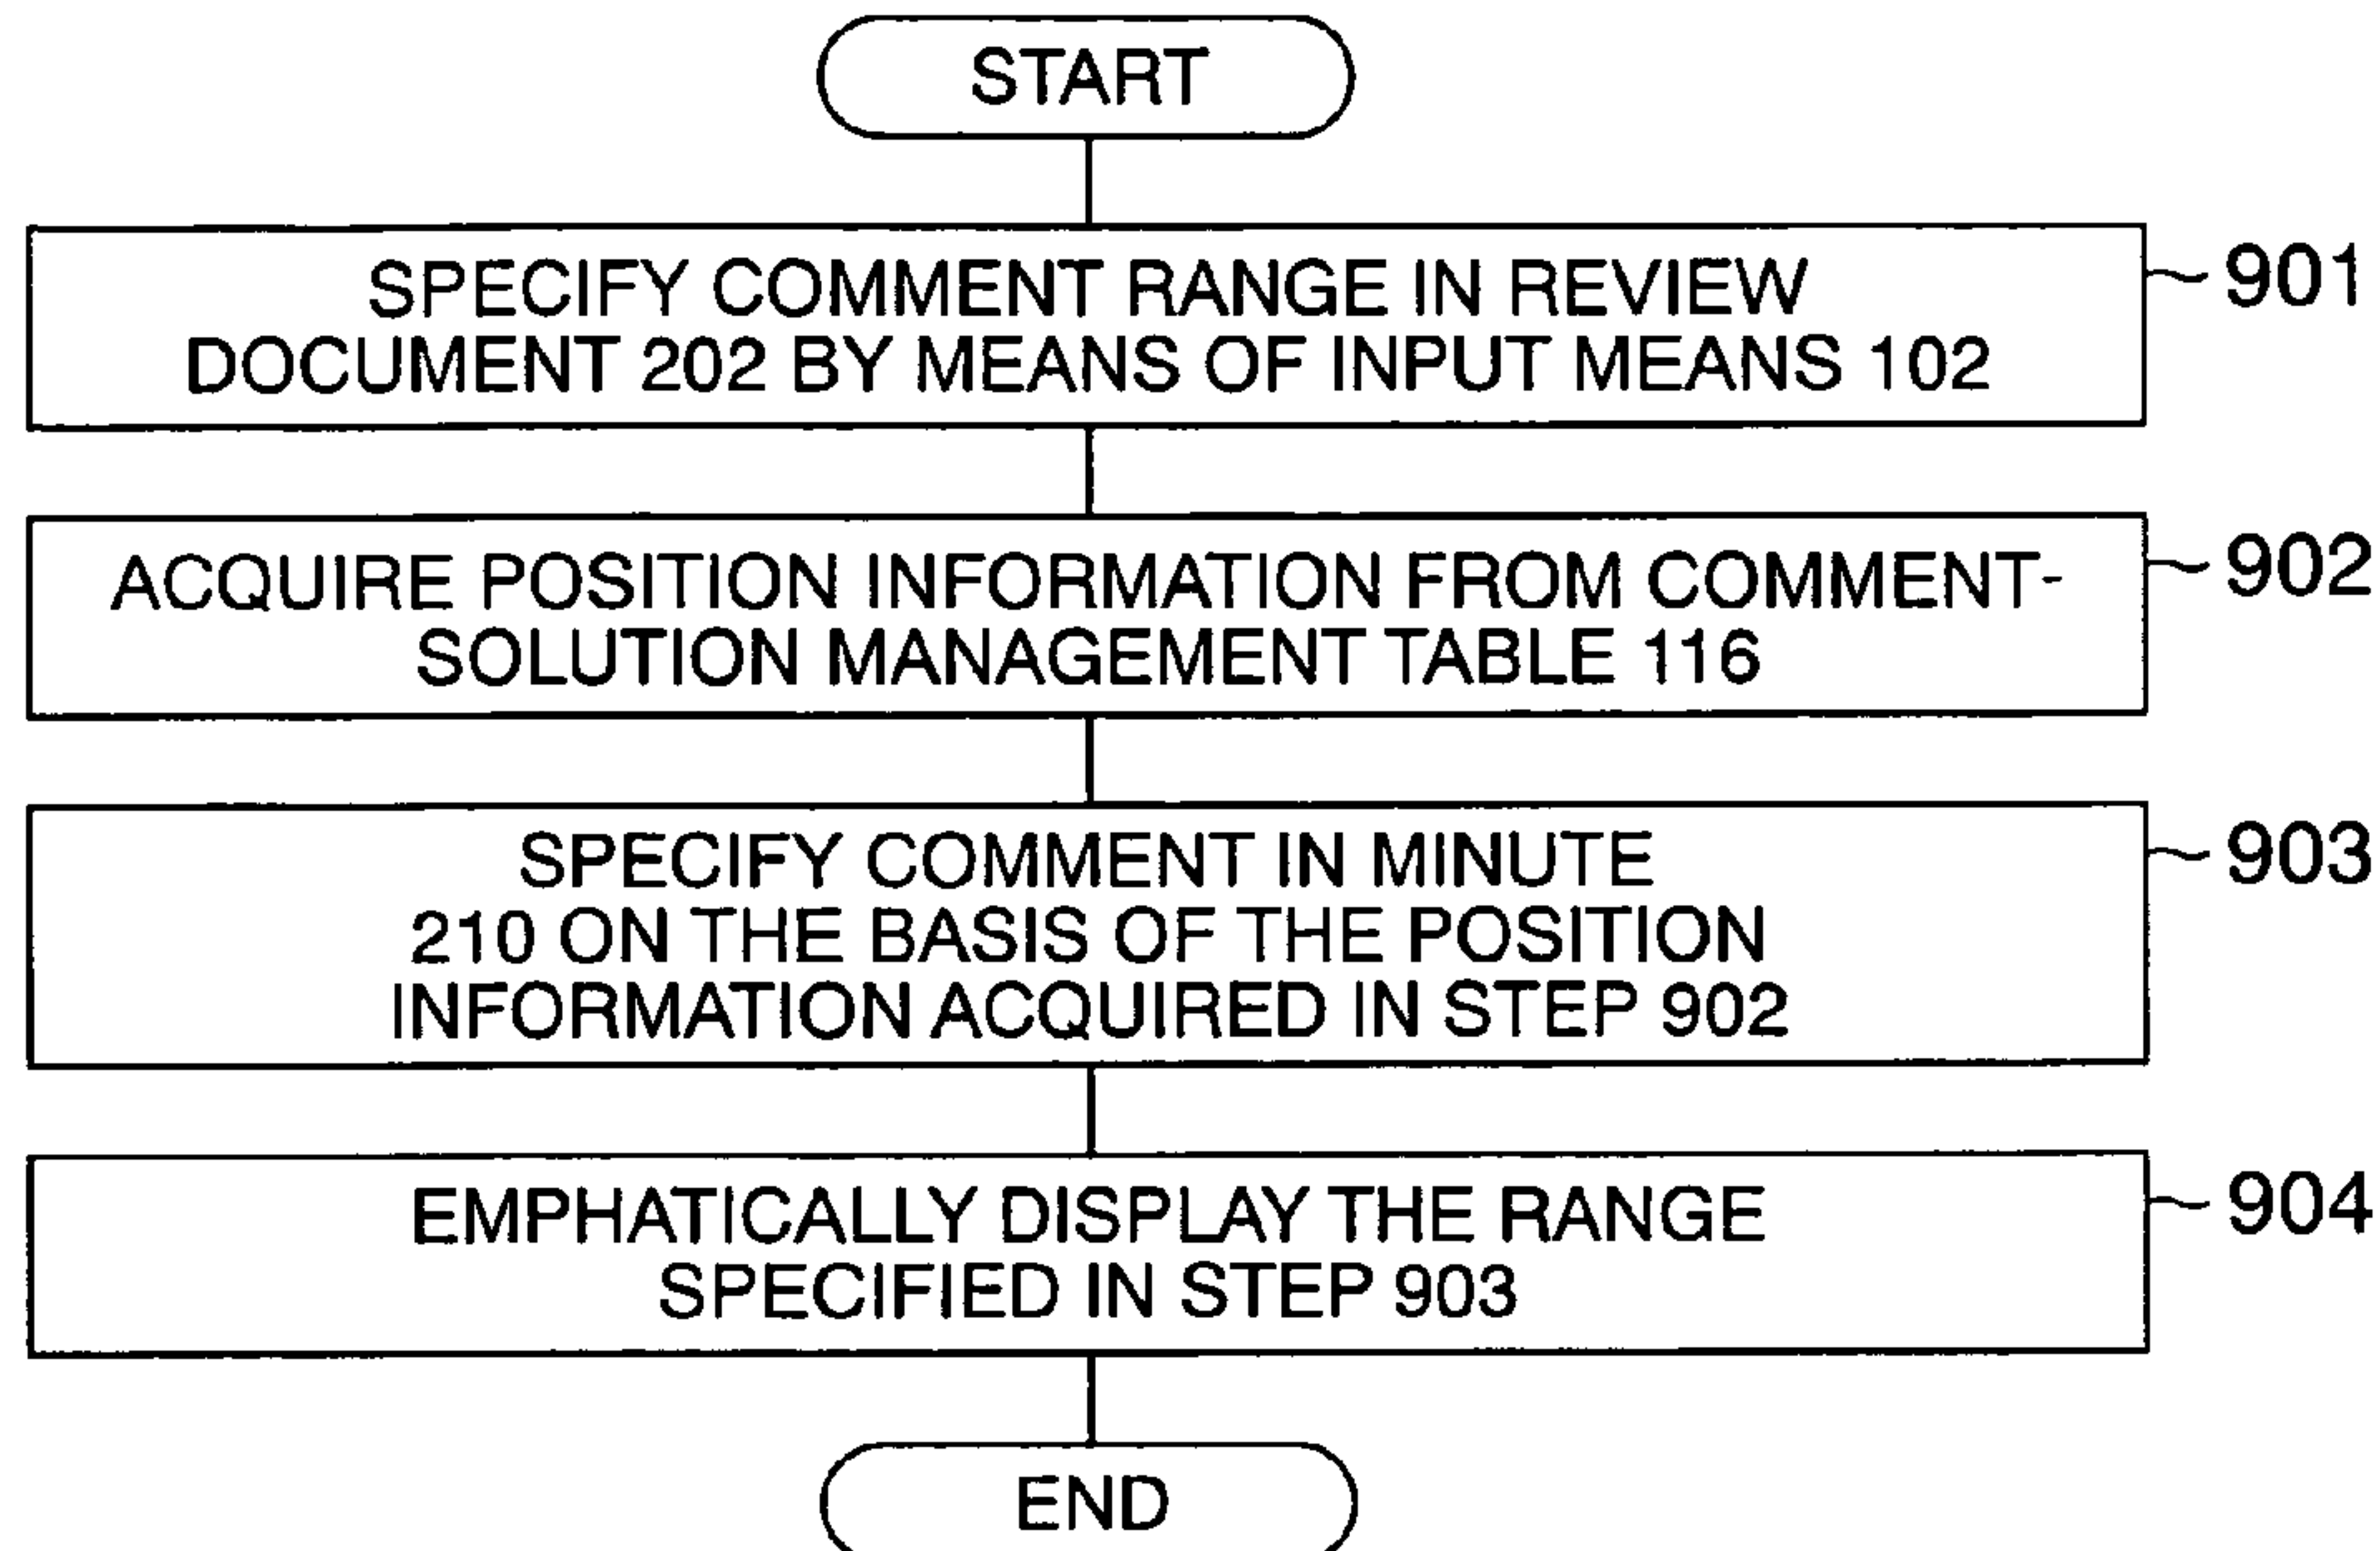 START
SPECIFY COMMENT RANGE IN REVIEW
DOCUMENT 202 BY MEANS OF INPUT MEANS 102
901
ACQUIRE POSITION INFORMATION FROM COMMENT-
SOLUTION MANAGEMENT TABLE 116
902
SPECIFY COMMENT IN MINUTE
210 ON THE BASIS OF THE POSITION
INFORMATION ACQUIRED IN STEP 902
903
EMPHATICALLY DISPLAY THE RANGE
SPECIFIED IN STEP 903
904
END